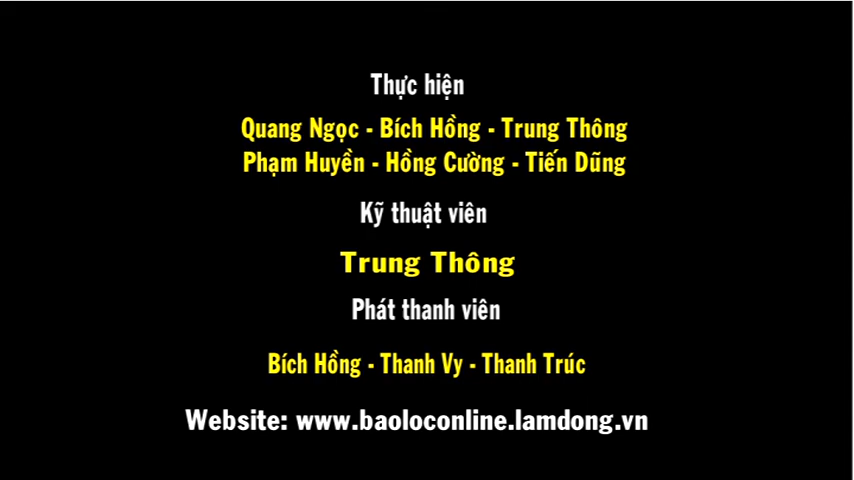 Thực hiện
Quang Ngọc - Bích Hồng - Trung Thông
Phạm Huyền - Hồng Cường - Tiến Dũng
Kỹ thuật viên
Trung Thông
Phát thanh viên
Bích Hồng - Thanh Vy - Thanh Trúc
Website: www.baoloconline.lamdong.vn